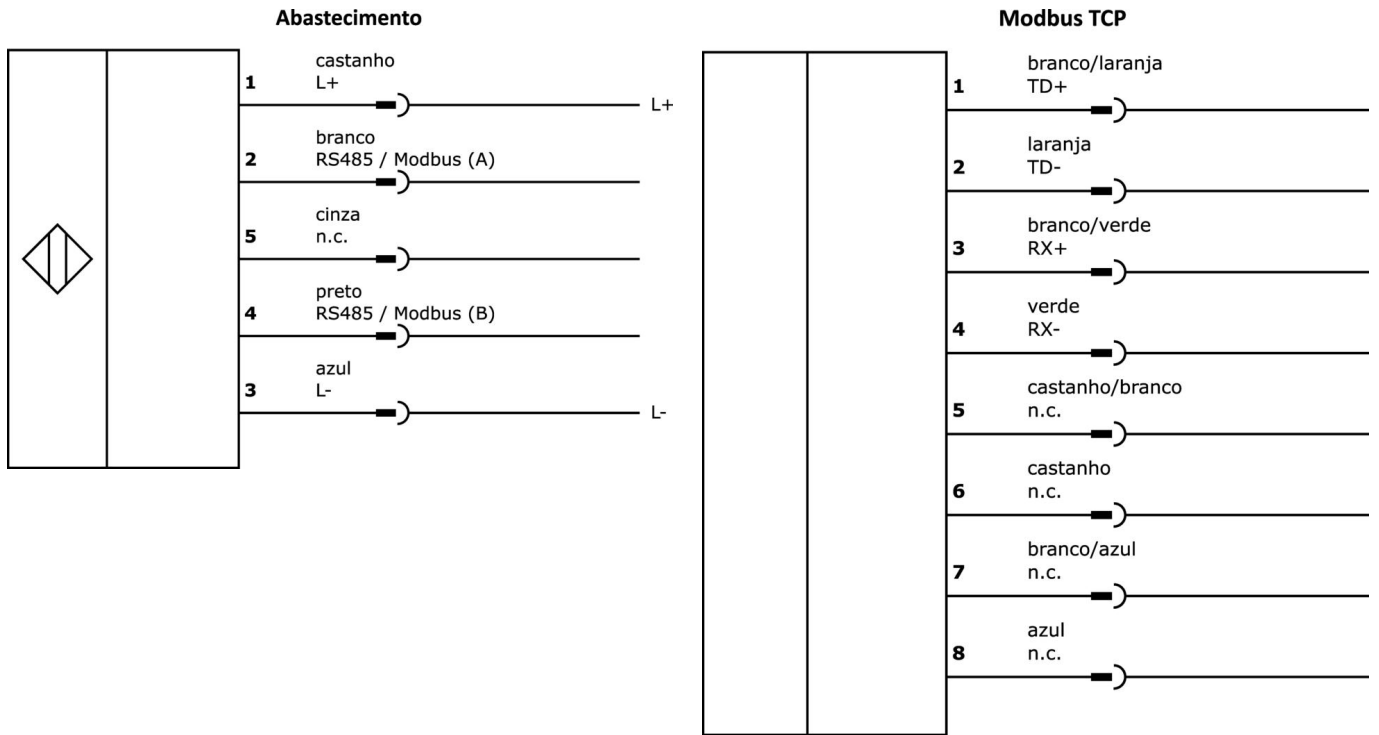 Abastecimento
castanho
1
L+
L+
branco
2
RS485 / Modbus (A)
cinza
5
n.c.
preto
4
RS485 / Modbus (B)
azul
3
L-
L-
Modbus TCP
branco/laranja
1
TD+
laranja
2
TD-
branco/verde
3
RX+
verde
4
RX-
castanho/branco
5
n.c.
castanho
6
n.c.
branco/azul
7
n.c.
azul
8
n.c.